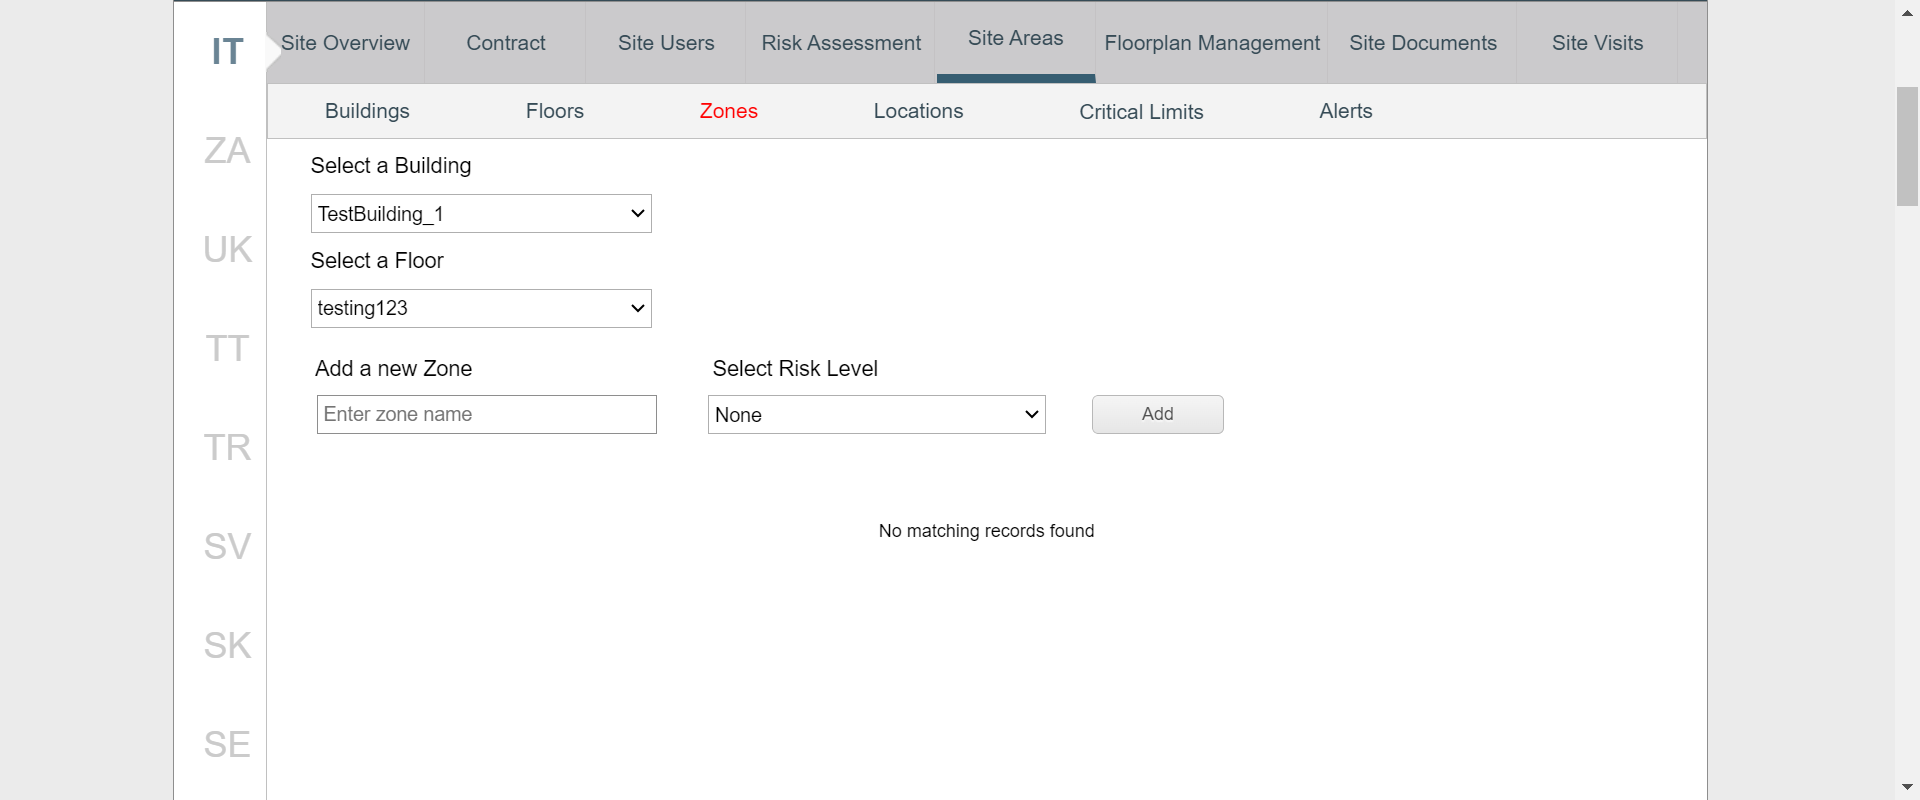 IT
Site Overview
Contract
Site Users
Risk Assessment
Site Areas
Floorplan Management
Site Documents
Site Visits
Buildings
Floors
Zones
Locations
Critical Limits
Alerts
ZA
UK
TT
TR
SV
SK
SE
Select a Building
TestBuilding_1
Select a Floor
testing123
Add a new Zone
Select Risk Level
Enter zone name
None
Add
No matching records found